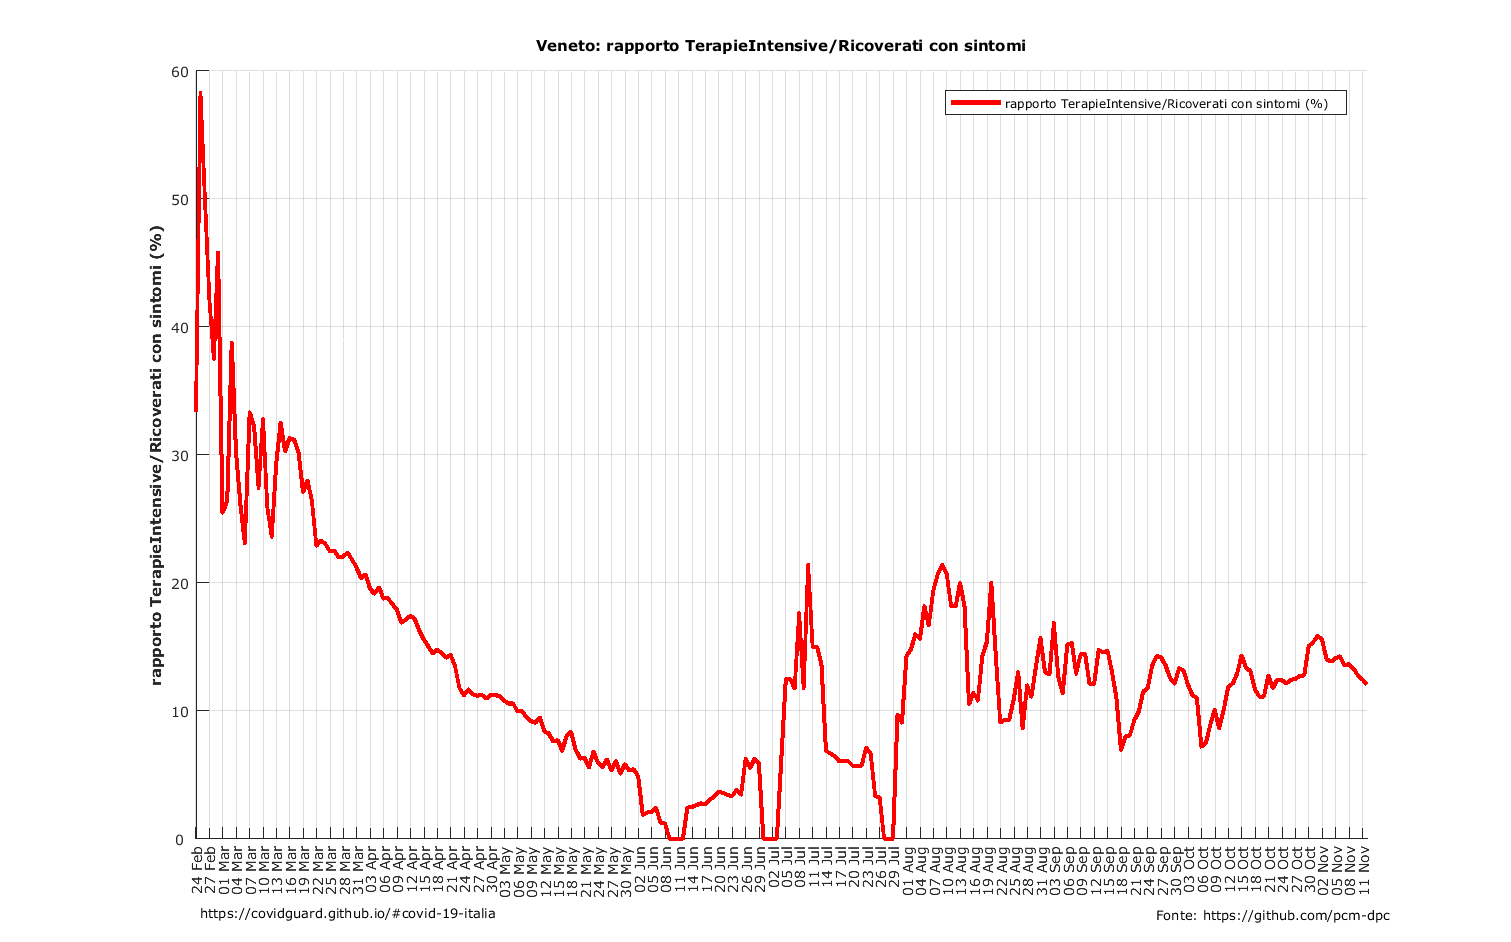 Veneto: rapporto TerapieIntensive/Ricoverati con sintomi
rapporto TerapieIntensive/Ricoverati con sintomi (%)
rapporto TerapieIntensive/Ricoverati con sintomi (%)
60
50
40
30
20
10
0
24 Feb
27 Feb
01 Mar
04 Mar
07 Mar
10 Mar
13 Mar
16 Mar
19 Mar
22 Mar
25 Mar
28 Mar
31 Mar
03 Apr
06 Apr
09 Apr
12 Apr
15 Apr
18 Apr
21 Apr
24 Apr
27 Apr
30 Apr
03 May
06 May
09 May
12 May
15 May
18 May
21 May
24 May
27 May
30 May
02 Jun
05 Jun
08 Jun
11 Jun
14 Jun
17 Jun
20 Jun
23 Jun
26 Jun
29 Jun
02 Jul
05 Jul
08 Jul
11 Jul
14 Jul
17 Jul
20 Jul
23 Jul
26 Jul
29 Jul
01 Aug
04 Aug
07 Aug
10 Aug
13 Aug
16 Aug
19 Aug
22 Aug
25 Aug
28 Aug
31 Aug
03 Sep
06 Sep
09 Sep
12 Sep
15 Sep
18 Sep
21 Sep
24 Sep
27 Sep
30 Sep
03 Oct
06 Oct
09 Oct
12 Oct
15 Oct
18 Oct
21 Oct
24 Oct
27 Oct
30 Oct
02 Nov
05 Nov
08 Nov
11 Nov
https://covidguard.github.io/#covid-19-italia
Fonte: https://github.com/pcm-dpc